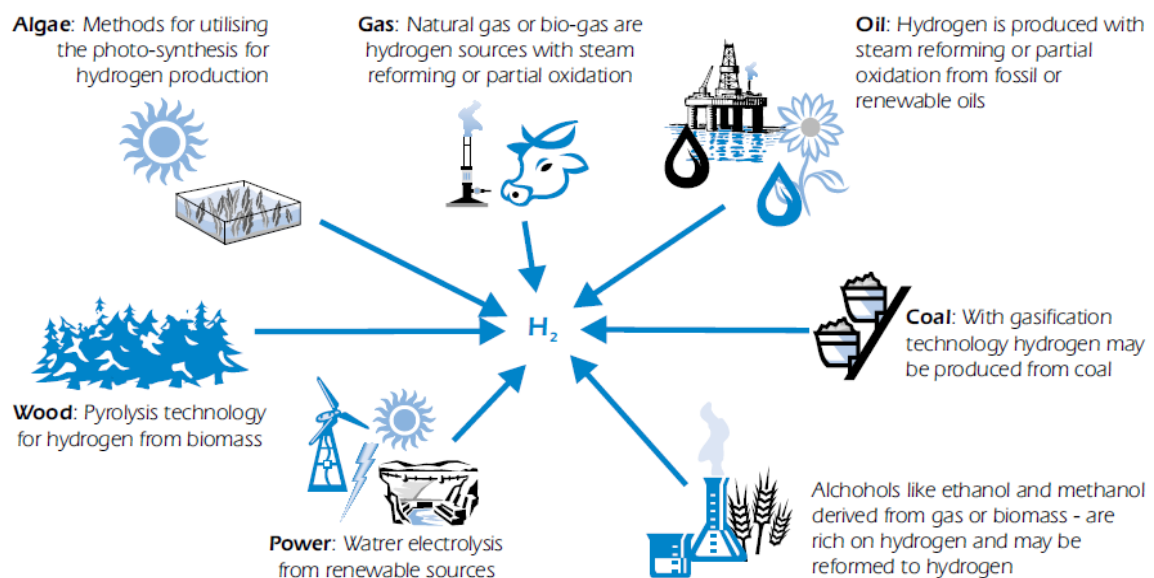 Algae: Methods for utilising
the photo-synthesis for
hydrogen production
Gas: Natural gas or bio-gas are
hydrogen sources with steam
reforming or partial oxidation
Oil: Hydrogen is produced with
steam reforming or partial
oxidation from fossil or
renewable oils
H₂
Coal: With gasification
technology hydrogen may
be produced from coal
Wood: Pyrolysis technology
for hydrogen from biomass
Power: Watrer electrolysis
from renewable sources
Alchohols like ethanol and methanol
derived from gas or biomass - are
rich on hydrogen and may be
reformed to hydrogen